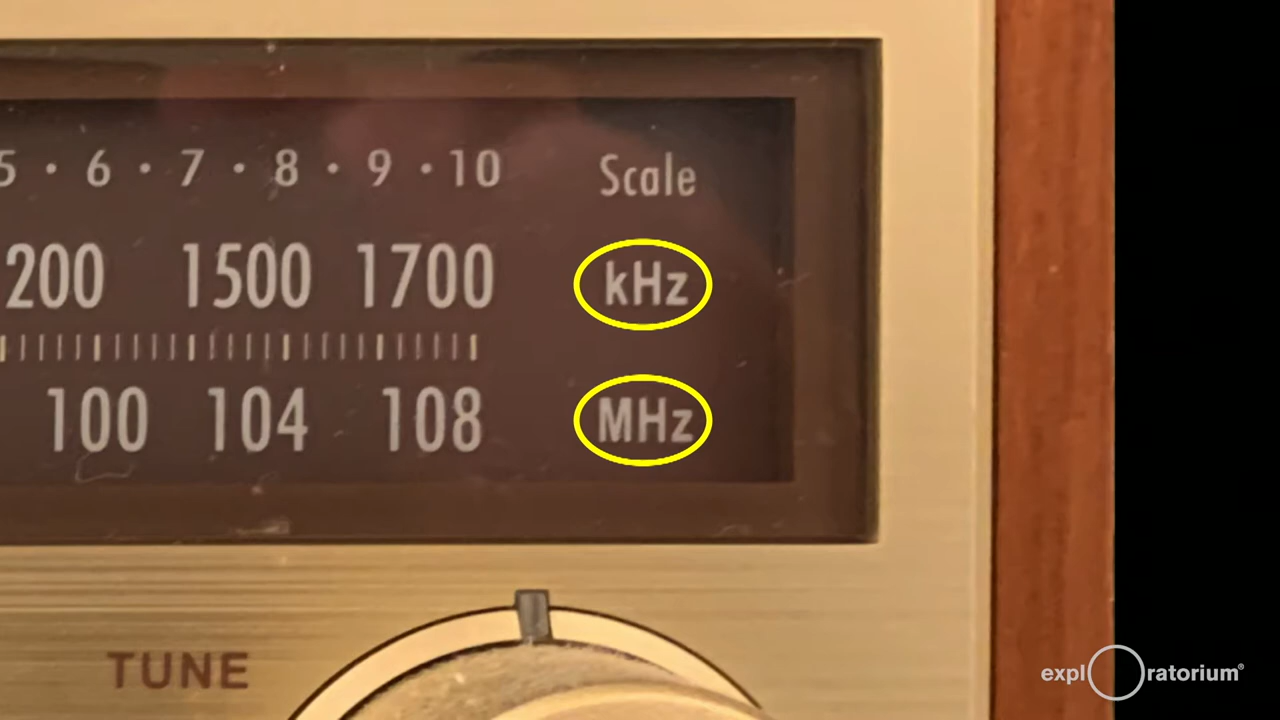 5 · 6 · 7 · 8 · 9 · 10 Scale
200 1500 1700 kHz
100 104 108 MHz
TUNE
exploratorium®